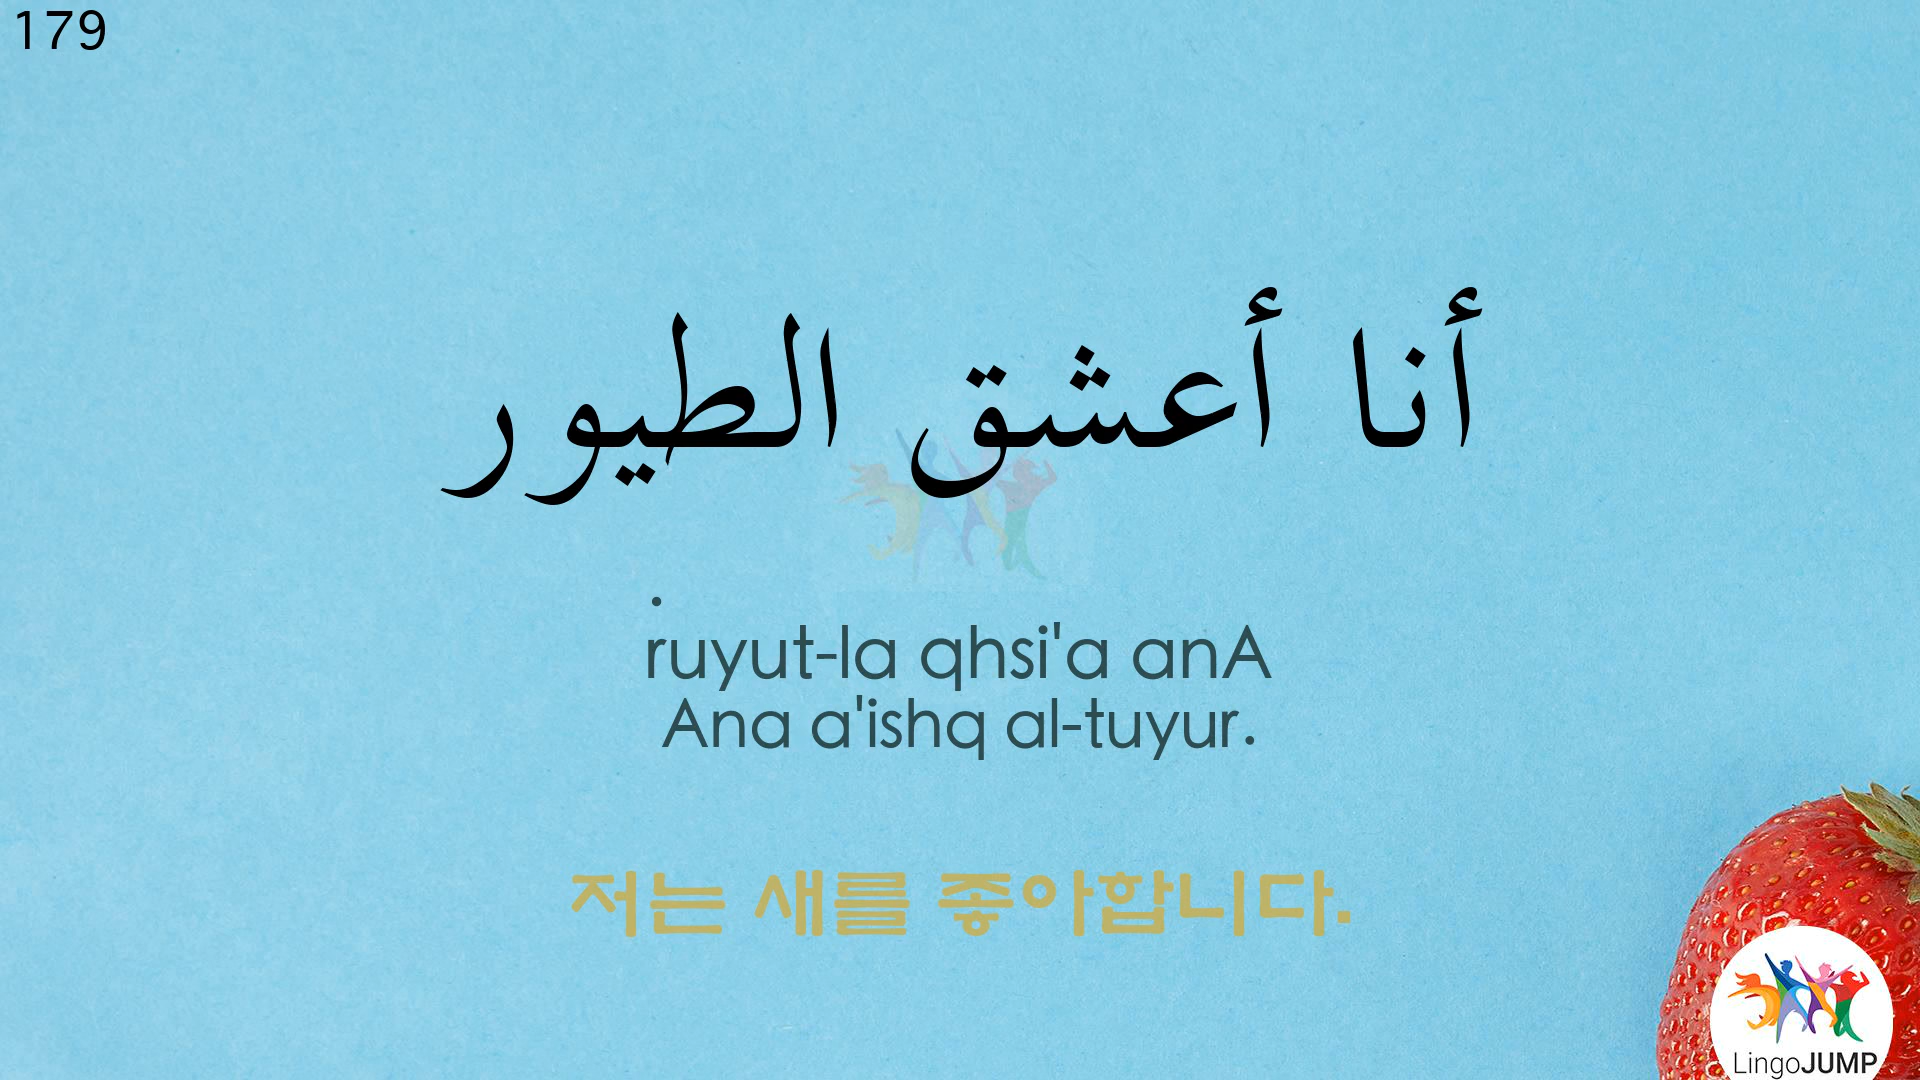 179
أنا أعشق الطيور
.
ruyut-la qhsi'a anA
Ana a'ishq al-tuyur.
저는 새를 좋아합니다.
LingoJUMP